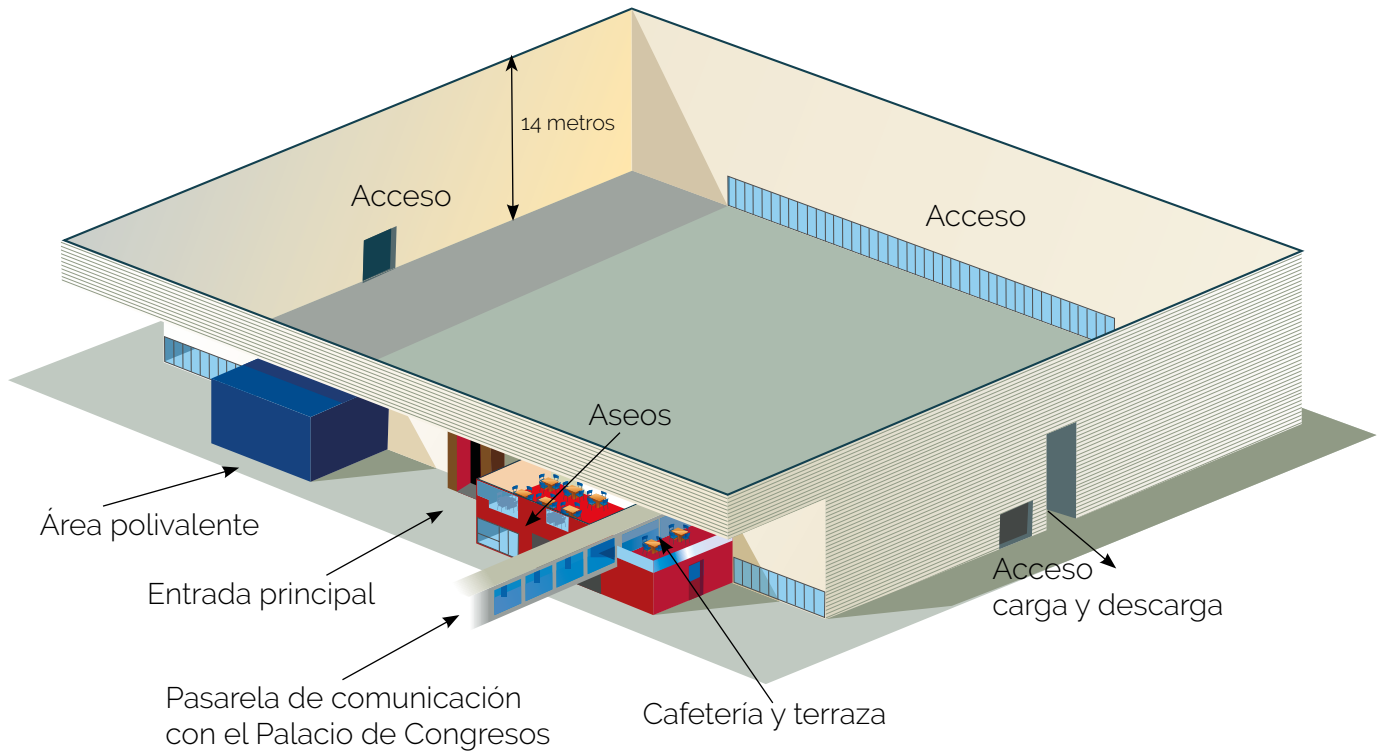 14 metros
Acceso
Acceso
Aseos
Área polivalente
Entrada principal
Acceso
carga y descarga
Pasarela de comunicación
con el Palacio de Congresos
Cafetería y terraza